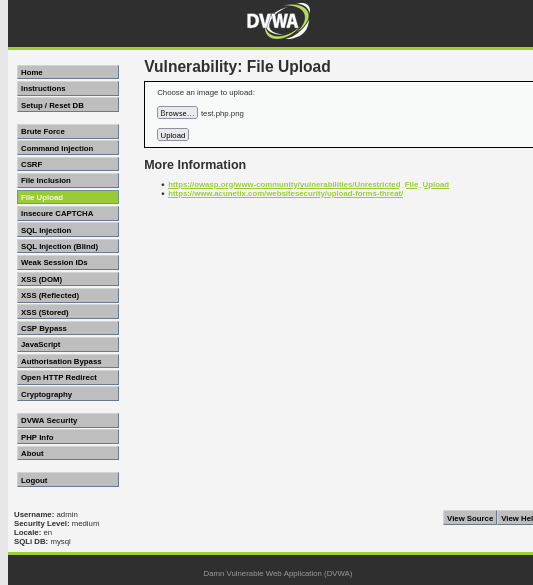 DVWA
Home
Instructions
Setup / Reset DB
Brute Force
Command Injection
CSRF
File Inclusion
File Upload
Insecure CAPTCHA
SQL Injection
SQL Injection (Blind)
Weak Session IDs
XSS (DOM)
XSS (Reflected)
XSS (Stored)
CSP Bypass
JavaScript
Authorisation Bypass
Open HTTP Redirect
Cryptography
DVWA Security
PHP Info
About
Logout
Vulnerability: File Upload
Choose an image to upload:
Browse... test.php.png
Upload
More Information
• https://owasp.org/www-community/vulnerabilities/Unrestricted_File_Upload
• https://www.acunetix.com/websitesecurity/upload-forms-threat/
Username: admin
Security Level: medium
Locale: en
SQLi DB: mysql
View Source View Hel
Damn Vulnerable Web Application (DVWA)